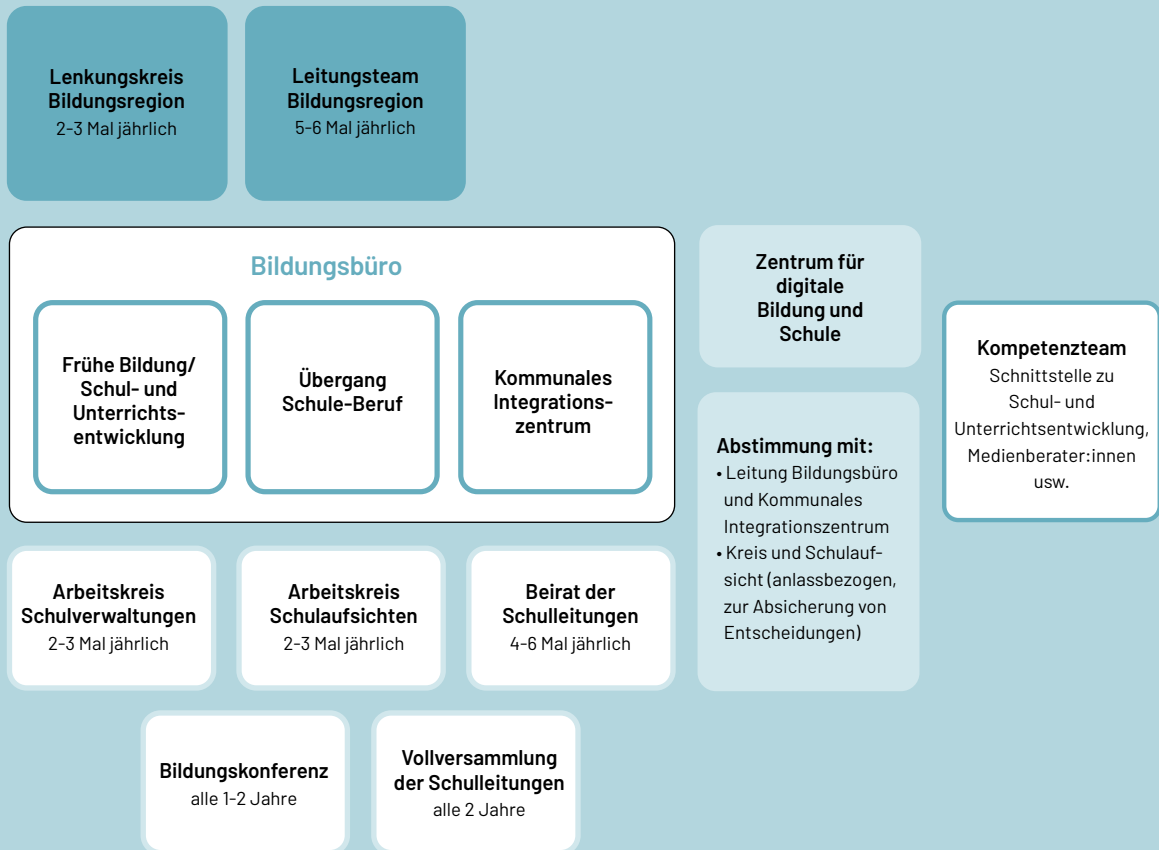 Lenkungskreis
Bildungsregion
2-3 Mal jährlich
Leitungsteam
Bildungsregion
5-6 Mal jährlich
Bildungsbüro
Frühe Bildung/
Schul- und
Unterrichts-
entwicklung
Übergang
Schule-Beruf
Kommunales
Integrations-
zentrum
Zentrum für
digitale
Bildung und
Schule
Kompetenzteam
Schnittstelle zu
Schul- und
Unterrichtsentwicklung,
Medienberater:innen
usw.
Abstimmung mit:
• Leitung Bildungsbüro
und Kommunales
Integrationszentrum
• Kreis und Schulauf-
sicht (anlassbezogen,
zur Absicherung von
Entscheidungen)
Arbeitskreis
Schulverwaltungen
2-3 Mal jährlich
Arbeitskreis
Schulaufsichten
2-3 Mal jährlich
Beirat der
Schulleitungen
4-6 Mal jährlich
Bildungskonferenz
alle 1-2 Jahre
Vollversammlung
der Schulleitungen
alle 2 Jahre